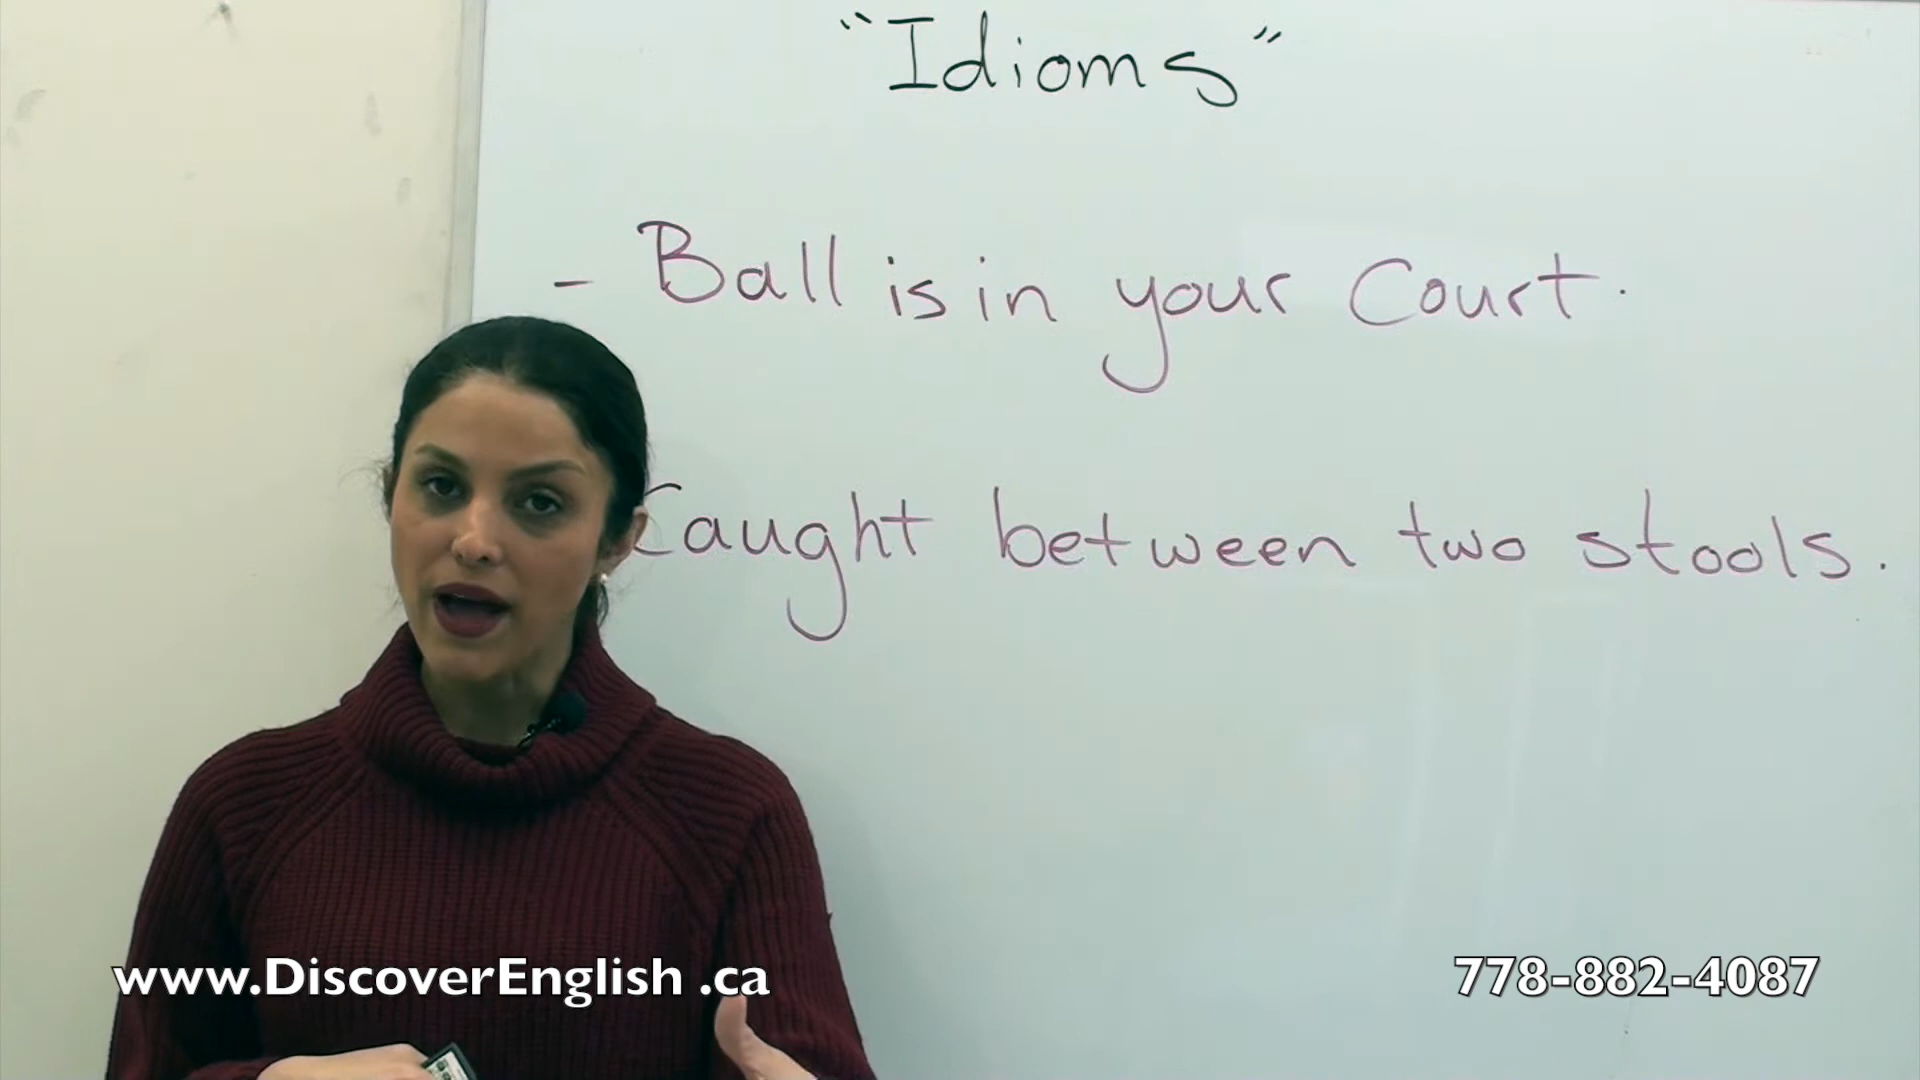 "Idioms"
- Ball is in your Court.
Caught between two stools.
www.DiscoverEnglish .ca
778-882-4087